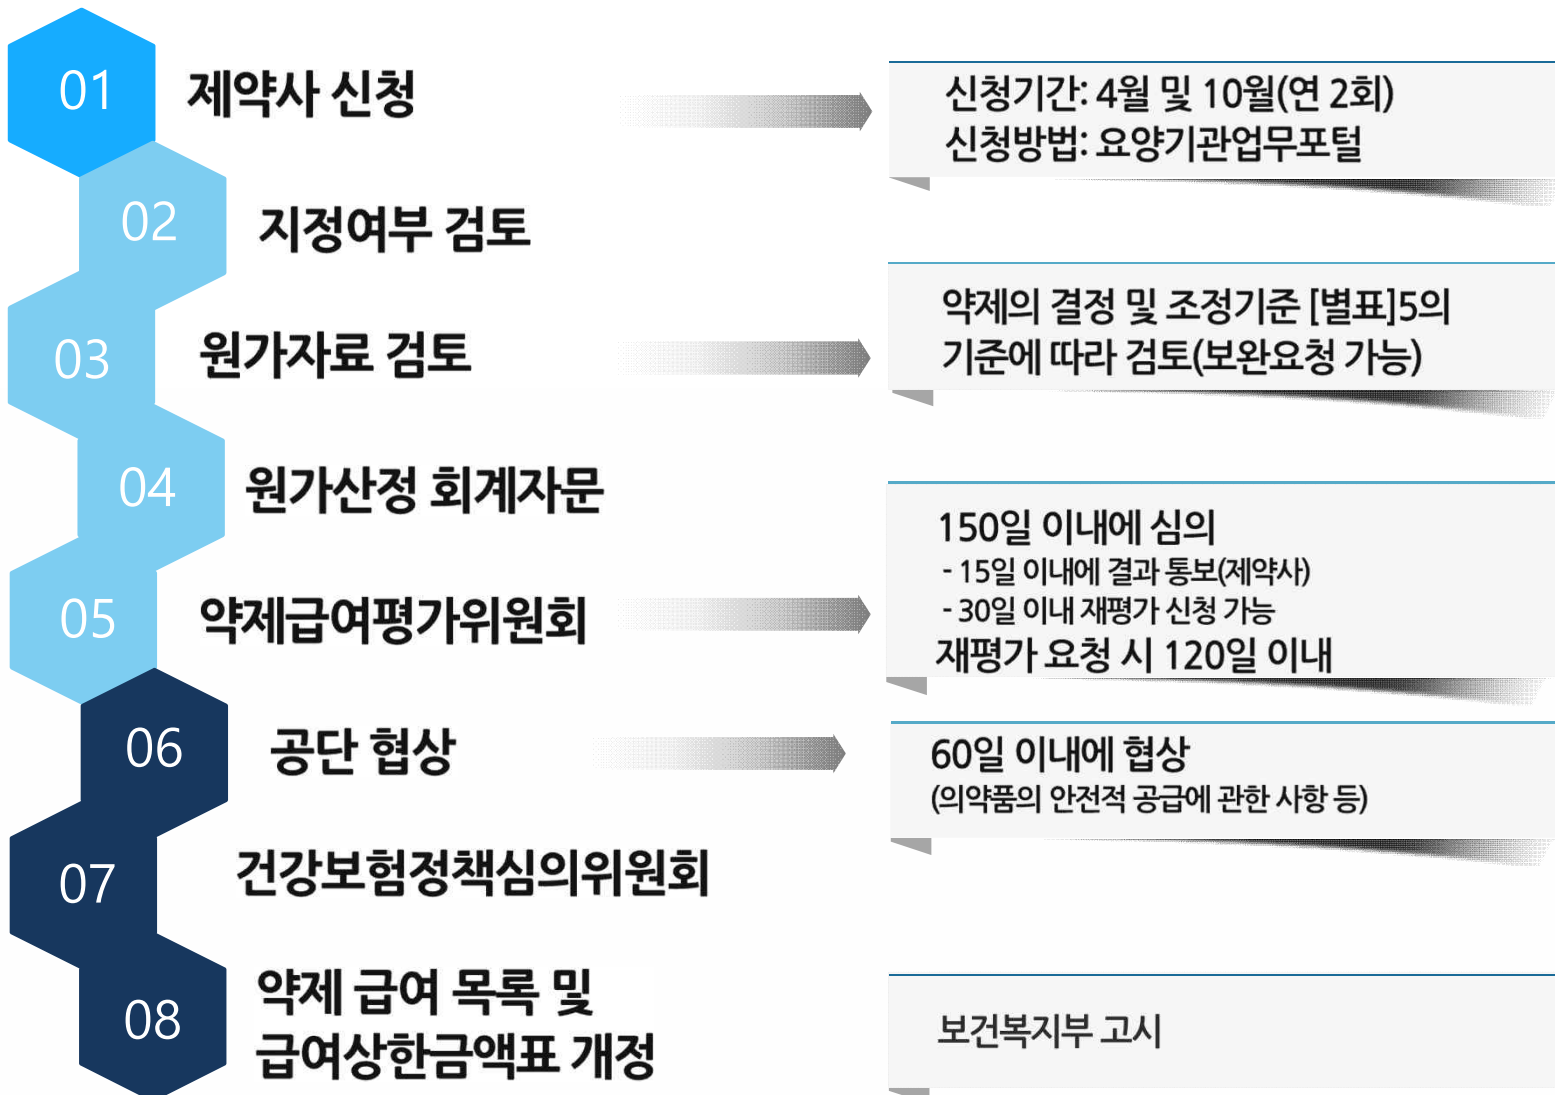 01
제약사 신청
신청기간: 4월 및 10월(연 2회)
신청방법: 요양기관업무포털
02
지정여부 검토
03
원가자료 검토
약제의 결정 및 조정기준 [별표]5의
기준에 따라 검토(보완요청 가능)
04
원가산정 회계자문
05
약제급여평가위원회
150일 이내에 심의
- 15일 이내에 결과 통보(제약사)
- 30일 이내 재평가 신청 가능
재평가 요청 시 120일 이내
06
공단 협상
60일 이내에 협상
(의약품의 안전적 공급에 관한 사항 등)
07
건강보험정책심의위원회
08
약제 급여 목록 및
급여상한금액표 개정
보건복지부 고시